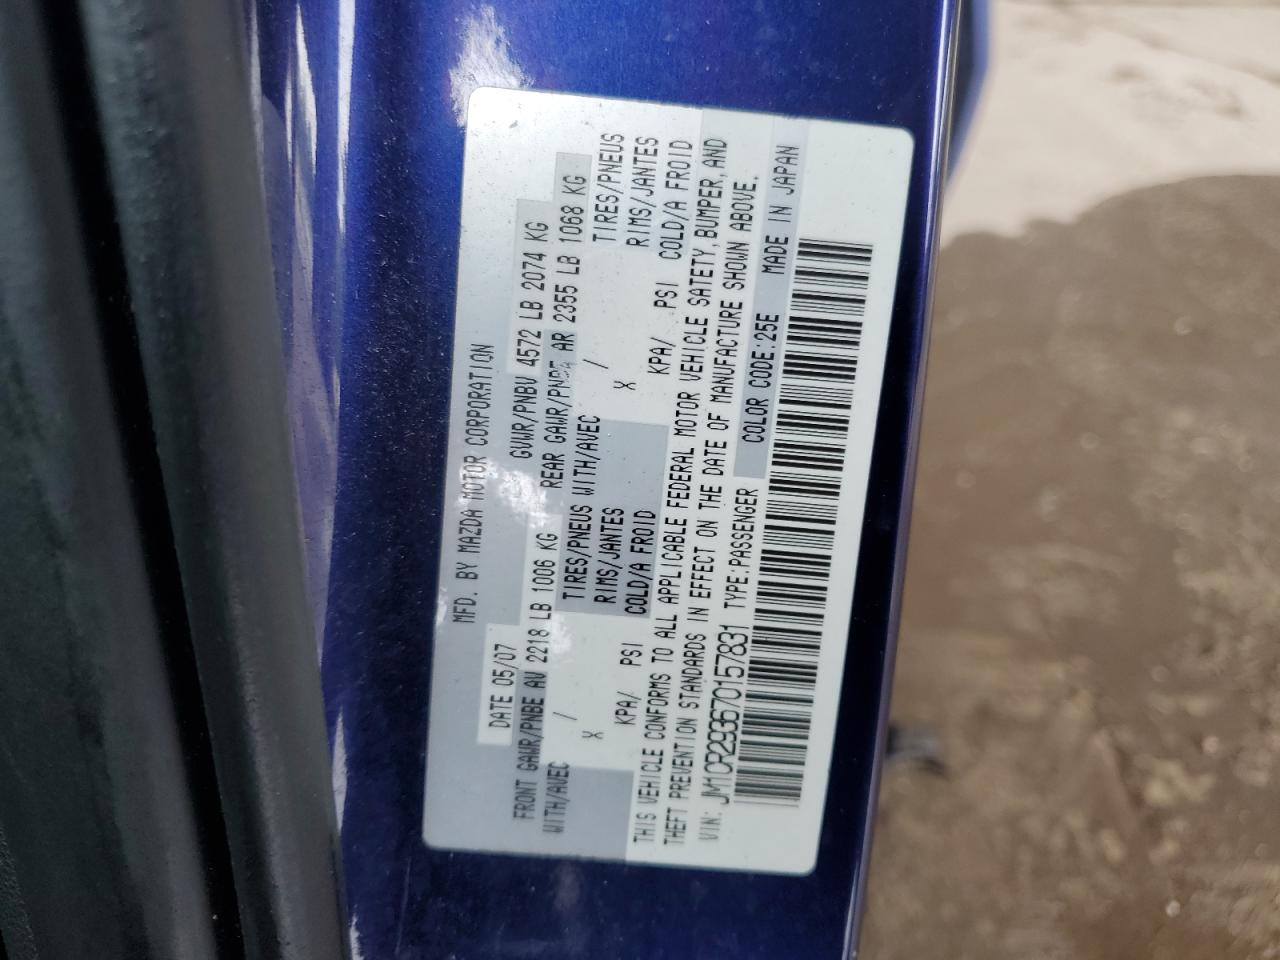 MFD. BY MAZDA MOTOR CORPORATION
DATE 05/07 GVWR/PNBV 4572 LB 2074 KG
FRONT GAWR/PNBE AV 2218 LB 1006 KG REAR GAWR/PNBE AR 2355 LB 1068 KG
WITH/AVEC / TIRES/PNEUS WITH/AVEC / TIRES/PNEUS
X RIMS/JANTES X RIMS/JANTES
KPA/ PSI COLD/A FROID KPA/ PSI COLD/A FROID
THIS VEHICLE CONFORMS TO ALL APPLICABLE FEDERAL MOTOR VEHICLE SATETY,BUMPER,AND
THEFT PREVENTION STANDARDS IN EFFECT ON THE DATE OF MANUFACTURE SHOWN ABOVE.
VIN: JM1CR293670157831 TYPE:PASSENGER COLOR CODE:25E MADE IN JAPAN